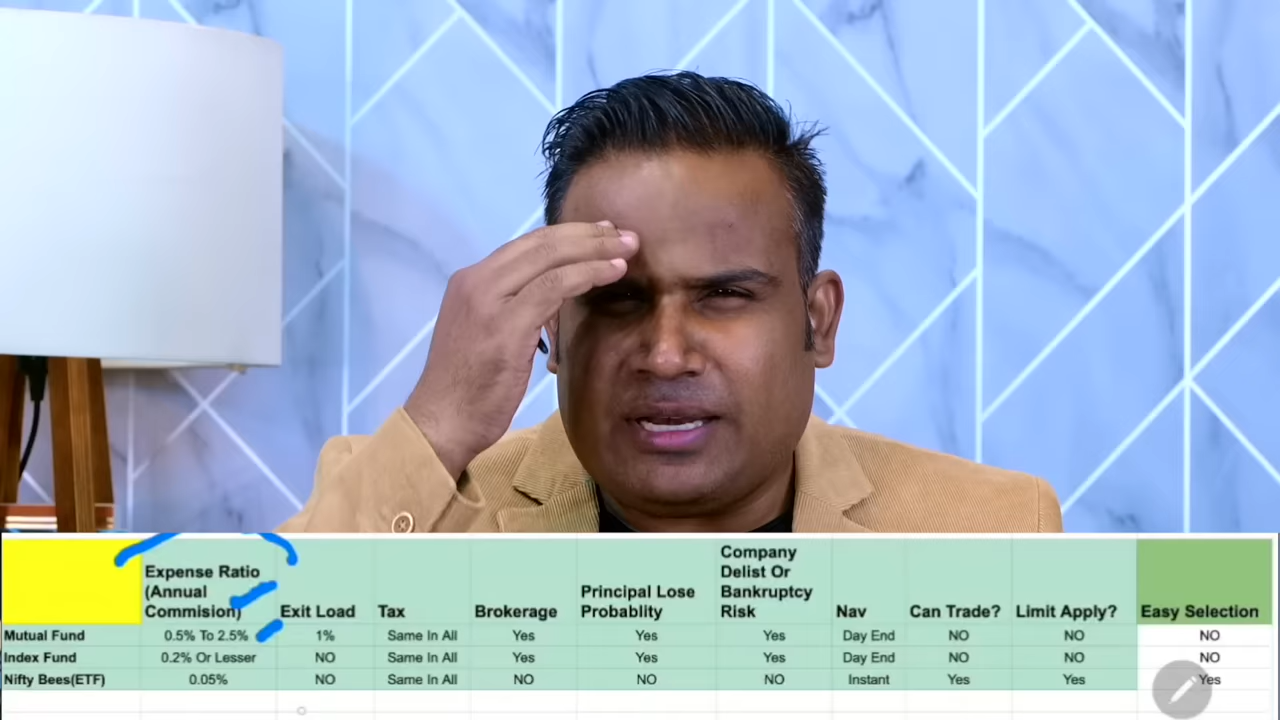 Expense Ratio (Annual Commision) Exit Load Tax Brokerage Principal Lose Probablity Company Delist Or Bankruptcy Risk Nav Can Trade? Limit Apply? Easy Selection
Mutual Fund 0.5% To 2.5% 1% Same In All Yes Yes Yes Day End NO NO NO
Index Fund 0.2% Or Lesser NO Same In All Yes Yes Yes Day End NO NO NO
Nifty Bees(ETF) 0.05% NO Same In All NO NO NO Instant Yes Yes Yes